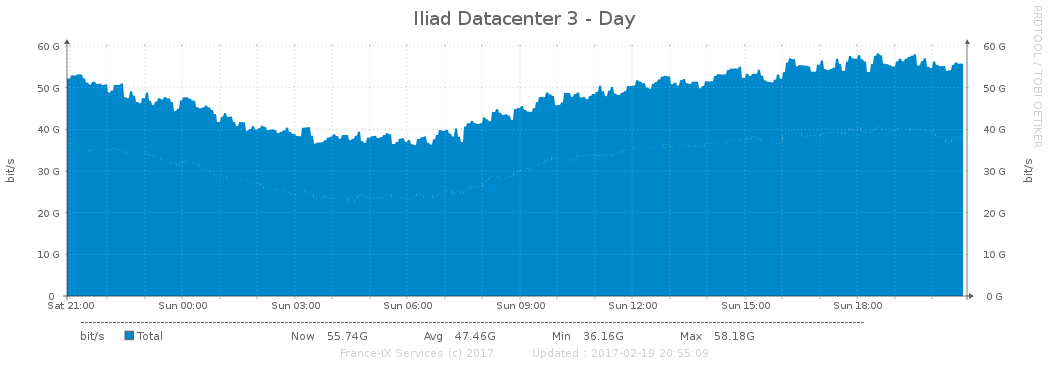 Iliad Datacenter 3 - Day
RRDTOOL / TOBI OETIKER
60 G 60 G
50 G 50 G
40 G 40 G
30 G 30 G
20 G 20 G
10 G 10 G
0 0 G
bit/s bit/s
Sat 21:00 Sun 00:00 Sun 03:00 Sun 06:00 Sun 09:00 Sun 12:00 Sun 15:00 Sun 18:00
bit/s Total Now 55.74G Avg 47.46G Min 36.16G Max 58.18G
France-IX Services (c) 2017 Updated : 2017-02-19 20:55:09